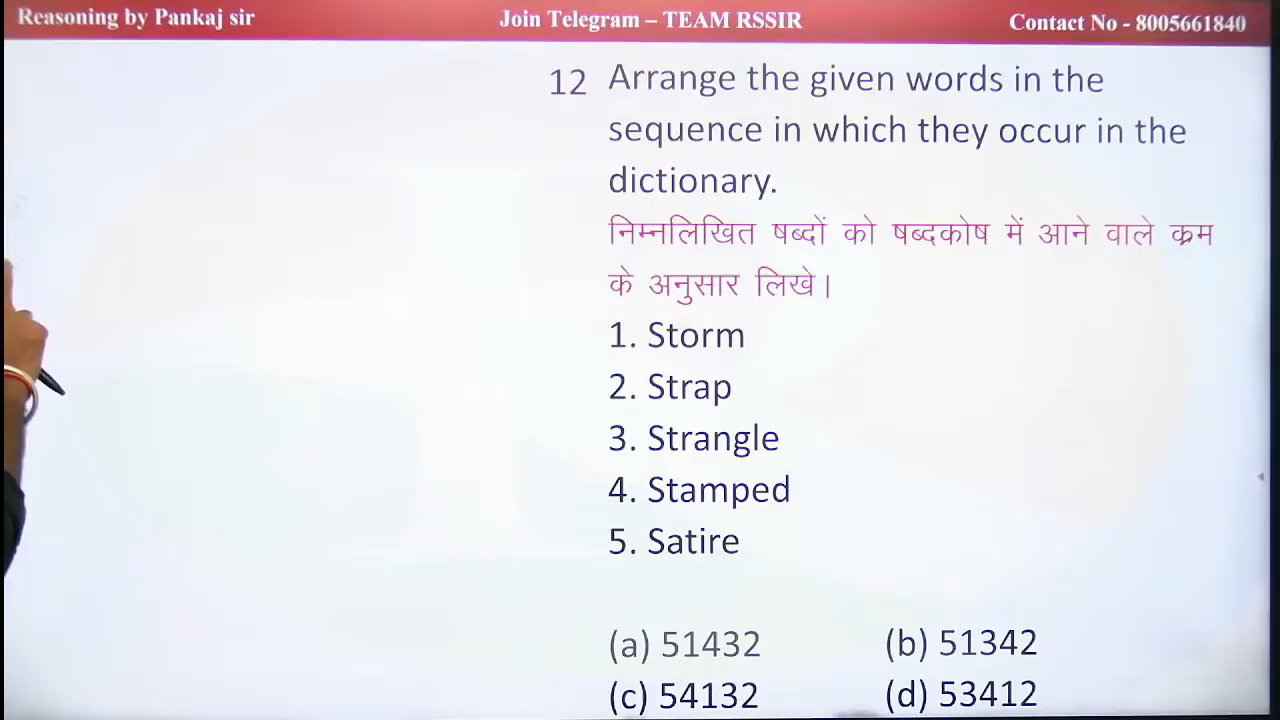 Reasoning by Pankaj sir
Join Telegram – TEAM RSSIR
Contact No - 8005661840
12 Arrange the given words in the
sequence in which they occur in the
dictionary.
निम्नलिखित षब्दों को षब्दकोष में आने वाले क्रम
के अनुसार लिखे।
1. Storm
2. Strap
3. Strangle
4. Stamped
5. Satire
(a) 51432 (b) 51342
(c) 54132 (d) 53412